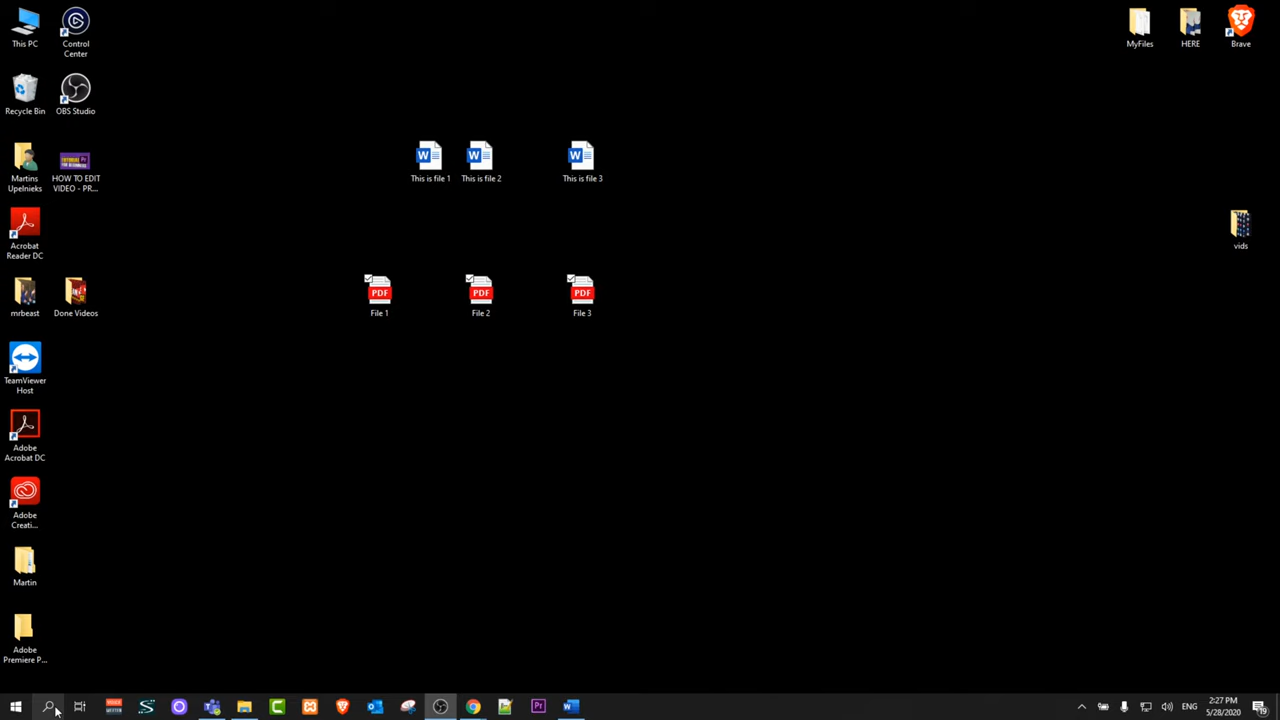 This PC
Control
Center
MyFiles
HERE
Brave
Recycle Bin
OBS Studio
This is file 1
This is file 2
This is file 3
Martins
Upelnieks
HOW TO EDIT
VIDEO - PR...
vids
Acrobat
Reader DC
PDF
PDF
PDF
mrbeast
Done Videos
File 1
File 2
File 3
TeamViewer
Host
Adobe
Acrobat DC
Adobe
Creati...
Martin
Adobe
Premiere P...
ENG
2:27 PM
5/28/2020